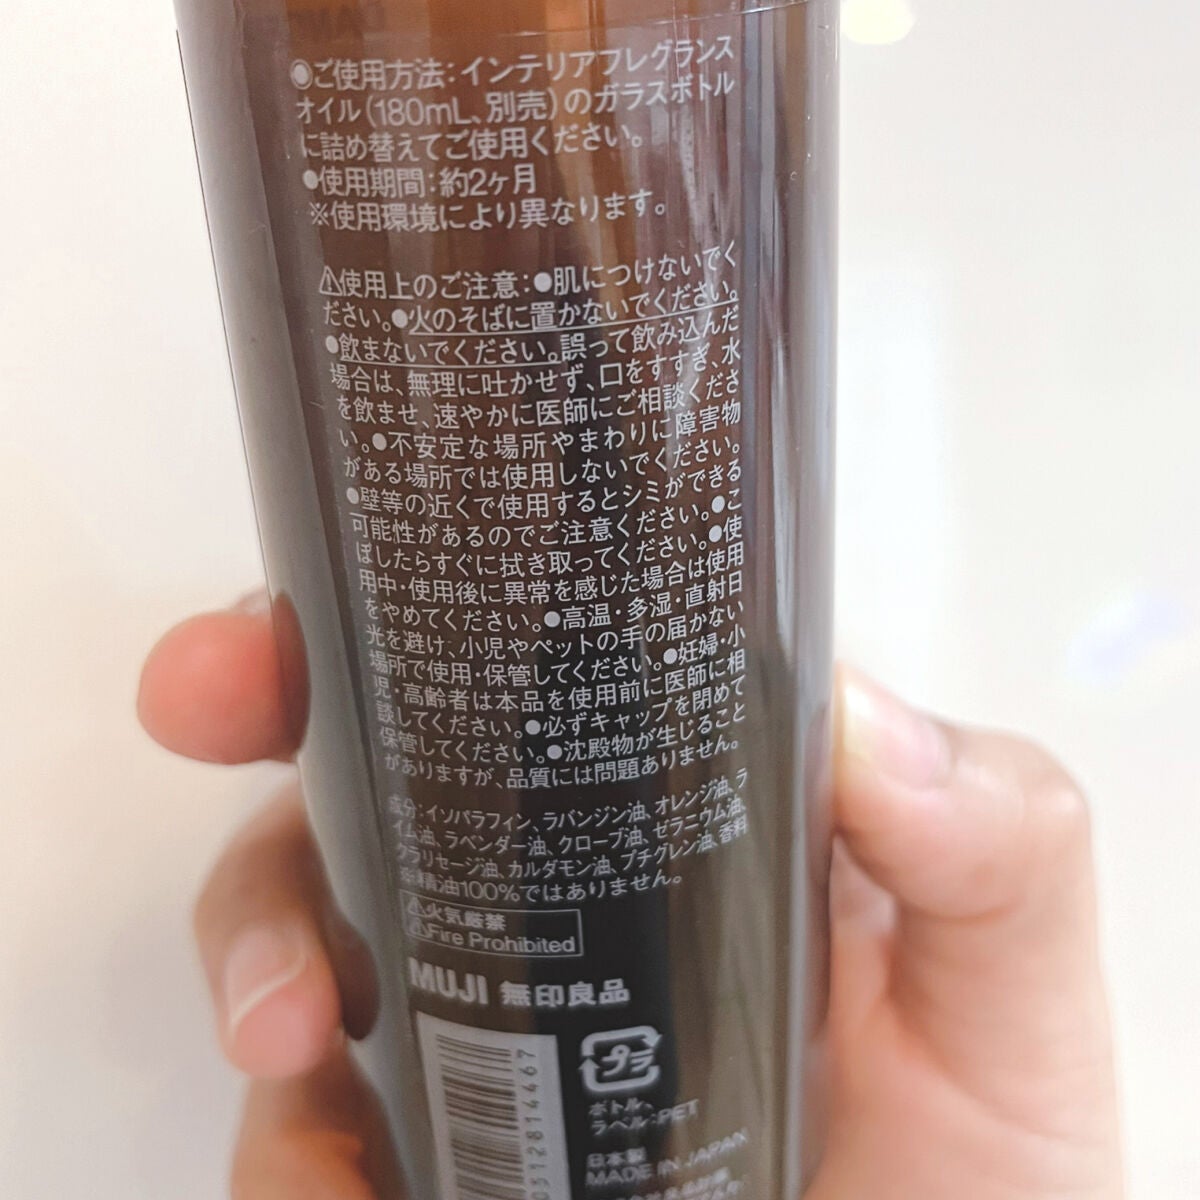 ◉ご使用方法:インテリアフレグランス
オイル(180mL、別売)のガラスボトル
に詰め替えてご使用ください。
●使用期間:約2ヶ月
※使用環境により異なります。
⚠使用上のご注意:●肌につけないでく
ださい。●火のそばに置かないでください。
●飲まないでください。誤って飲み込んだ
場合は、無理に吐かせず、口をすすぎ、水
を飲ませ、速やかに医師にご相談くださ
い。●不安定な場所やまわりに障害物
がある場所では使用しないでください。
●壁等の近くで使用するとシミができる
可能性があるのでご注意ください。●こ
ぼしたらすぐに拭き取ってください。●使
用中・使用後に異常を感じた場合は使用
をやめてください。●高温・多湿・直射日
光を避け、小児やペットの手の届かない
場所で使用・保管してください。●妊婦・小
児・高齢者は本品を使用前に医師に相
談してください。●必ずキャップを閉めて
保管してください。●沈殿物が生じること
がありますが、品質には問題ありません。
成分:イソパラフィン、ラバンジン油、オレンジ油、ラ
イム油、ラベンダー油、クローブ油、ゼラニウム油、
クラリセージ油、カルダモン油、プチグレン油、香料
※精油100%ではありません。
⚠火気厳禁
⚠Fire Prohibited
MUJI 無印良品
プラ
ボトル、
ラベル:PET
日本製
MADE IN JAPAN